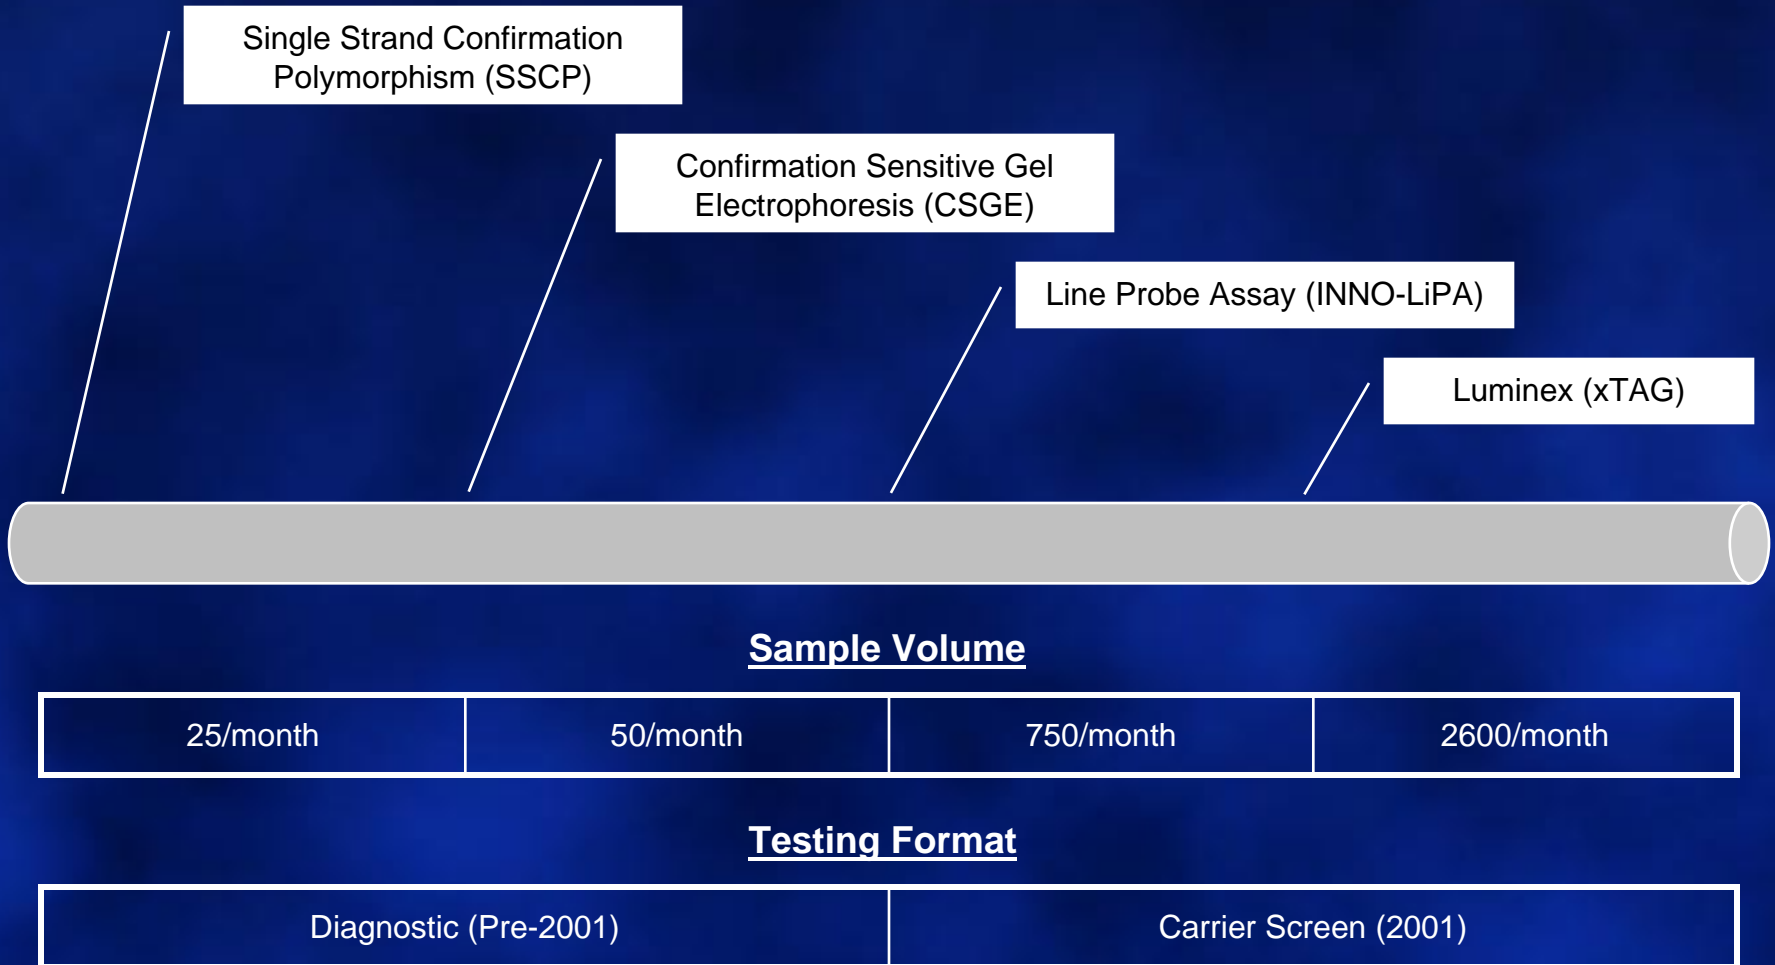 Single Strand Confirmation
Polymorphism (SSCP)
Confirmation Sensitive Gel
Electrophoresis (CSGE)
Line Probe Assay (INNO-LiPA)
Luminex (xTAG)
Sample Volume
25/month
50/month
750/month
2600/month
Testing Format
Diagnostic (Pre-2001)
Carrier Screen (2001)